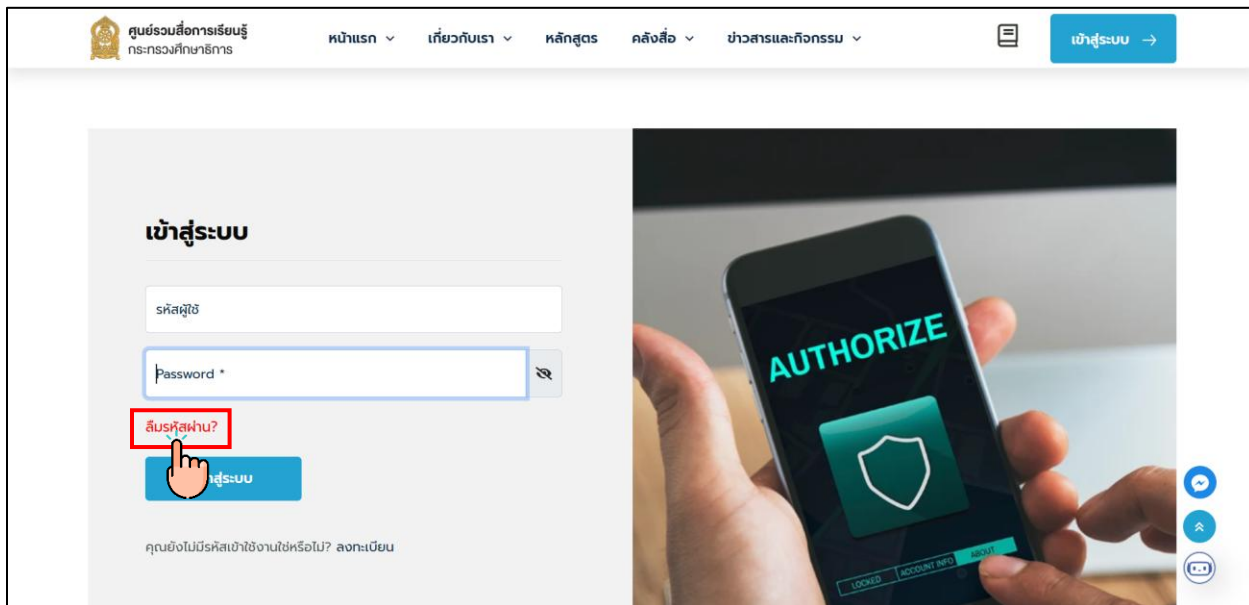 ศูนย์รวมสื่อการเรียนรู้
กระทรวงศึกษาธิการ
หน้าแรก
เกี่ยวกับเรา
หลักสูตร
คลังสื่อ
ข่าวสารและกิจกรรม
เข้าสู่ระบบ
เข้าสู่ระบบ
รหัสผู้ใช้
Password *
ลืมรหัสผ่าน?
สู่ระบบ
คุณยังไม่มีรหัสเข้าใช้งานใช่หรือไม่? ลงทะเบียน
AUTHORIZE
LOCKED
ACCOUNT INFO
ABOUT